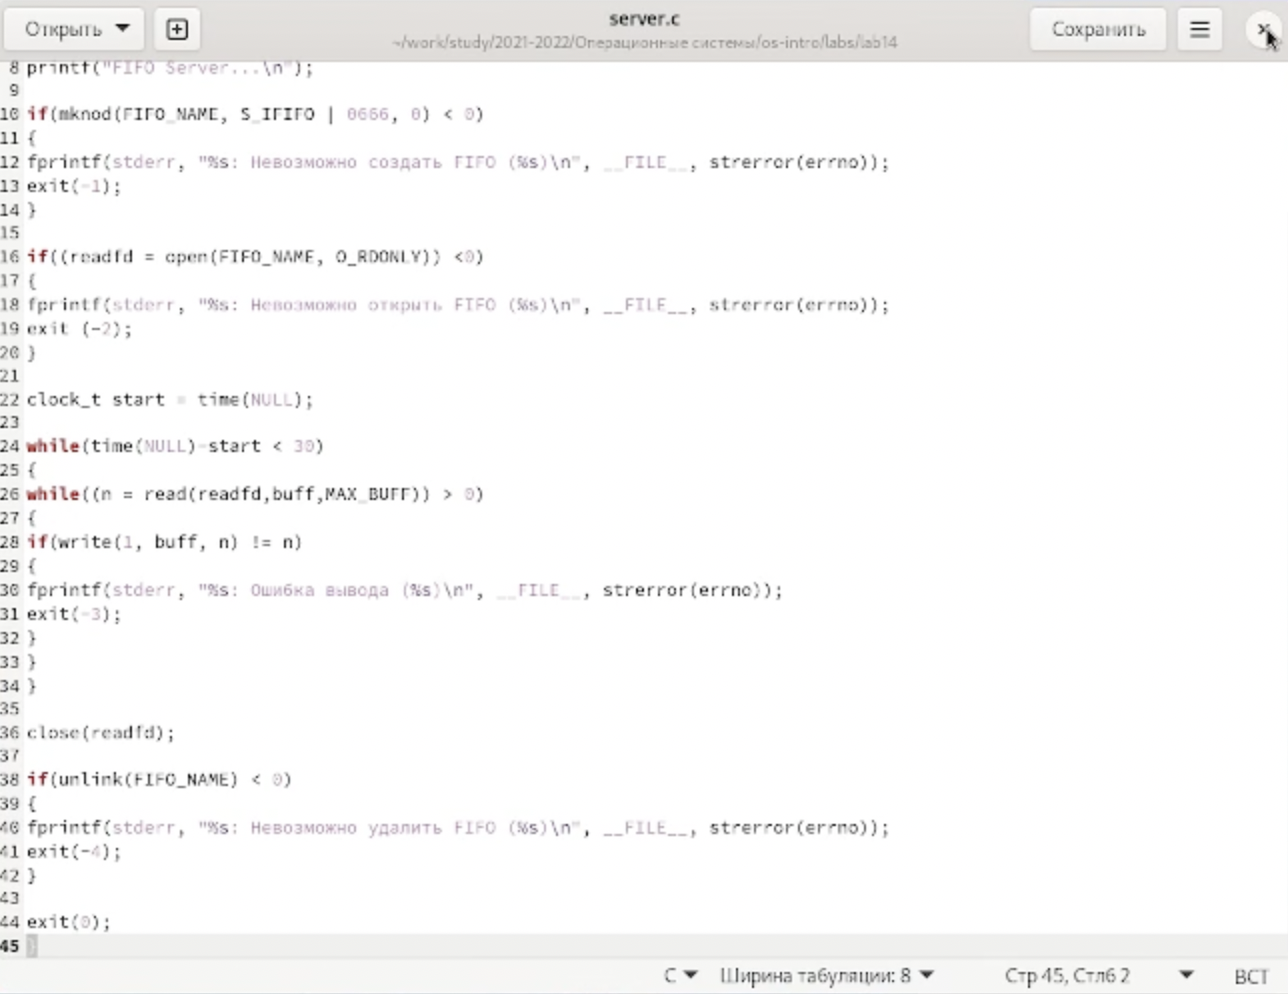 Открыть
server.c
~/work/study/2021-2022/Операционные системы/os-intro/labs/lab14
Сохранить
8 printf("FIFO Server...\n");
9
10 if(mknod(FIFO_NAME, S_IFIFO | 0666, 0) < 0)
11 {
12 fprintf(stderr, "%s: Невозможно создать FIFO (%s)\n", __FILE__, strerror(errno));
13 exit(-1);
14 }
15
16 if((readfd = open(FIFO_NAME, O_RDONLY)) <0)
17 {
18 fprintf(stderr, "%s: Невозможно открыть FIFO (%s)\n", __FILE__, strerror(errno));
19 exit (-2);
20 }
21
22 clock_t start = time(NULL);
23
24 while(time(NULL)-start < 30)
25 {
26 while((n = read(readfd,buff,MAX_BUFF)) > 0)
27 {
28 if(write(1, buff, n) != n)
29 {
30 fprintf(stderr, "%s: Ошибка вывода (%s)\n", __FILE__, strerror(errno));
31 exit(-3);
32 }
33 }
34 }
35
36 close(readfd);
37
38 if(unlink(FIFO_NAME) < 0)
39 {
40 fprintf(stderr, "%s: Невозможно удалить FIFO (%s)\n", __FILE__, strerror(errno));
41 exit(-4);
42 }
43
44 exit(0);
45 }
C Ширина табуляции: 8 Стр 45, Стлб 2 ВСТ